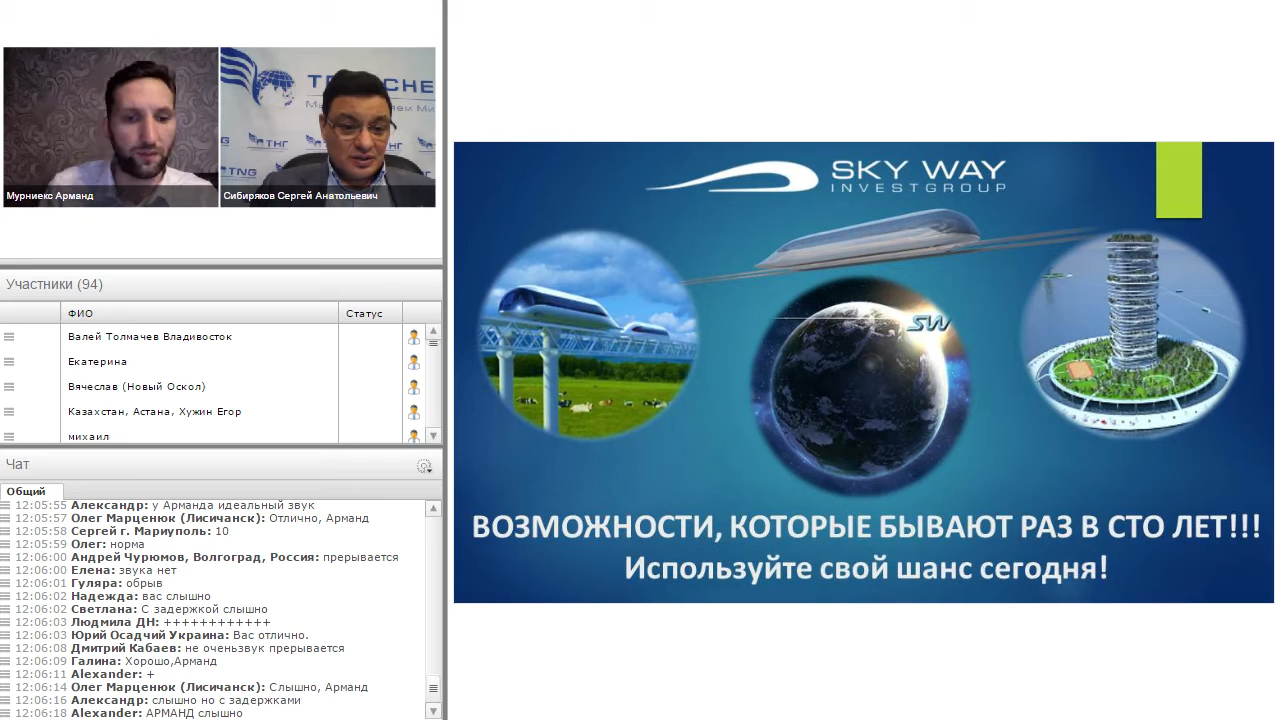 TNG
ТНГ
TNG
ТНГ
Мурниекс Арманд
Сибиряков Сергей Анатольевич
Участники (94)
ФИО
Статус
Валей Толмачев Владивосток
Екатерина
Вячеслав (Новый Оскол)
Казахстан, Астана, Хужин Егор
михаил
Чат
Общий
12:05:55 Александр: у Арманда идеальный звук
12:05:57 Олег Марценюк (Лисичанск): Отлично, Арманд
12:05:58 Сергей г. Мариуполь: 10
12:05:59 Олег: норма
12:06:00 Андрей Чурюмов, Волгоград, Россия: прерывается
12:06:00 Елена: звука нет
12:06:01 Гуляра: обрыв
12:06:02 Надежда: вас слышно
12:06:02 Светлана: С задержкой слышно
12:06:03 Людмила ДН: ++++++++++++
12:06:03 Юрий Осадчий Украина: Вас отлично.
12:06:08 Дмитрий Кабаев: не оченьзвук прерывается
12:06:09 Галина: Хорошо,Арманд
12:06:11 Alexander: +
12:06:14 Олег Марценюк (Лисичанск): Слышно, Арманд
12:06:16 Александр: слышно но с задержками
12:06:18 Alexander: АРМАНД слышно
SKY WAY
INVESTGROUP
SW
ВОЗМОЖНОСТИ, КОТОРЫЕ БЫВАЮТ РАЗ В СТО ЛЕТ!!!
Используйте свой шанс сегодня!